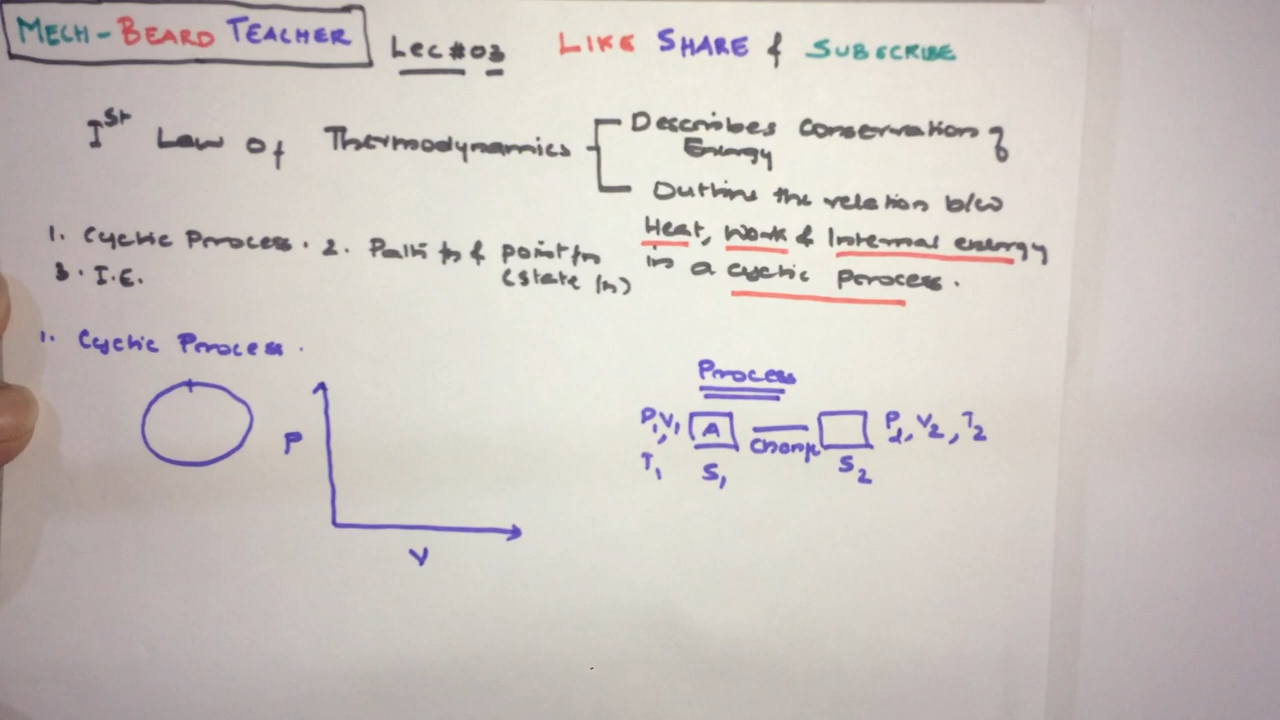 MECH-BEARD TEACHER Lec#03 LIKE SHARE & SUBSCRIBE
Ist Law Of Thermodynamics
Describes Conservation of
Energy
Outline the relation b/w
Heat, Work & Internal energy
in a cyclic process.
1. Cyclic Process. 2. Path fn & point fn
(State fn)
3. I.E.
1. Cyclic Process.
P
V
Process
P1, V1 A Change P2, V2, T2
T1 S1 S2